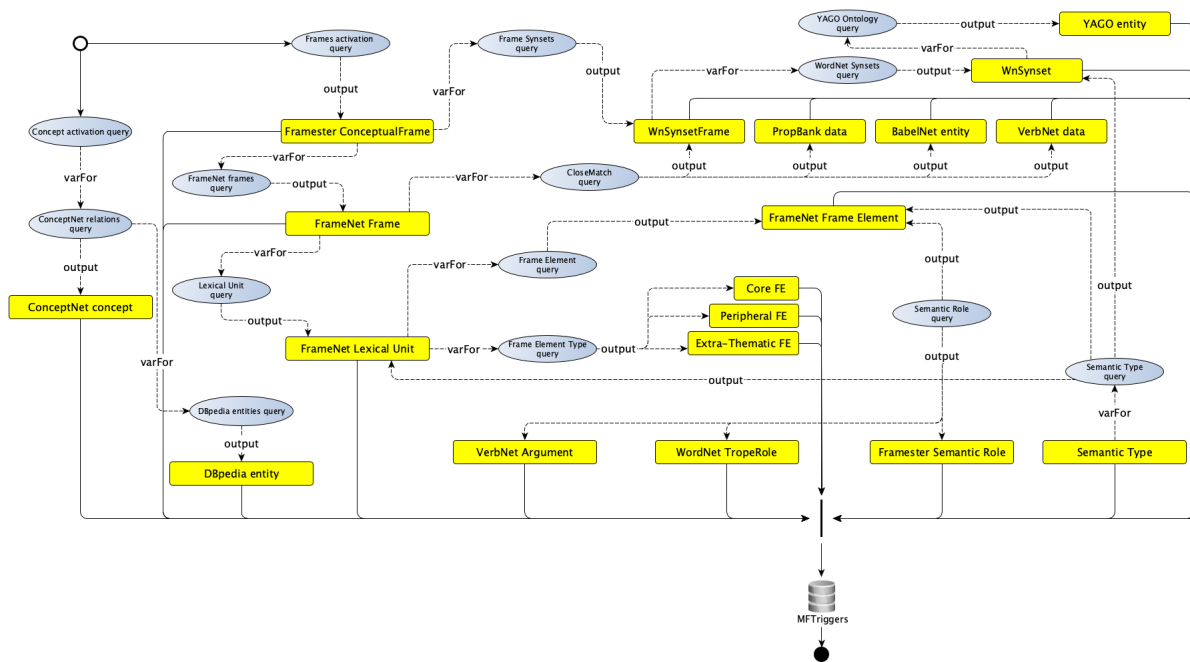 YAGO Ontology
query
output
YAGO entity
Frames activation
query
Frame Synsets
query
varFor
WordNet Synsets
query
output
WnSynset
output
varFor
output
varFor
Concept activation query
Framester ConceptualFrame
WnSynsetFrame
PropBank data
BabelNet entity
VerbNet data
varFor
output
output
output
output
varFor
FrameNet frames
query
output
varFor
CloseMatch
query
ConceptNet relations
query
FrameNet Frame
FrameNet Frame Element
output
output
varFor
output
Frame Element
query
varFor
output
output
Lexical Unit
query
Core FE
output
ConceptNet concept
Peripheral FE
Semantic Role
query
output
FrameNet Lexical Unit
varFor
Frame Element Type
query
output
Extra-Thematic FE
output
varFor
output
Semantic Type
query
DBpedia entities query
varFor
output
VerbNet Argument
WordNet TropeRole
Framester Semantic Role
Semantic Type
DBpedia entity
MFTriggers